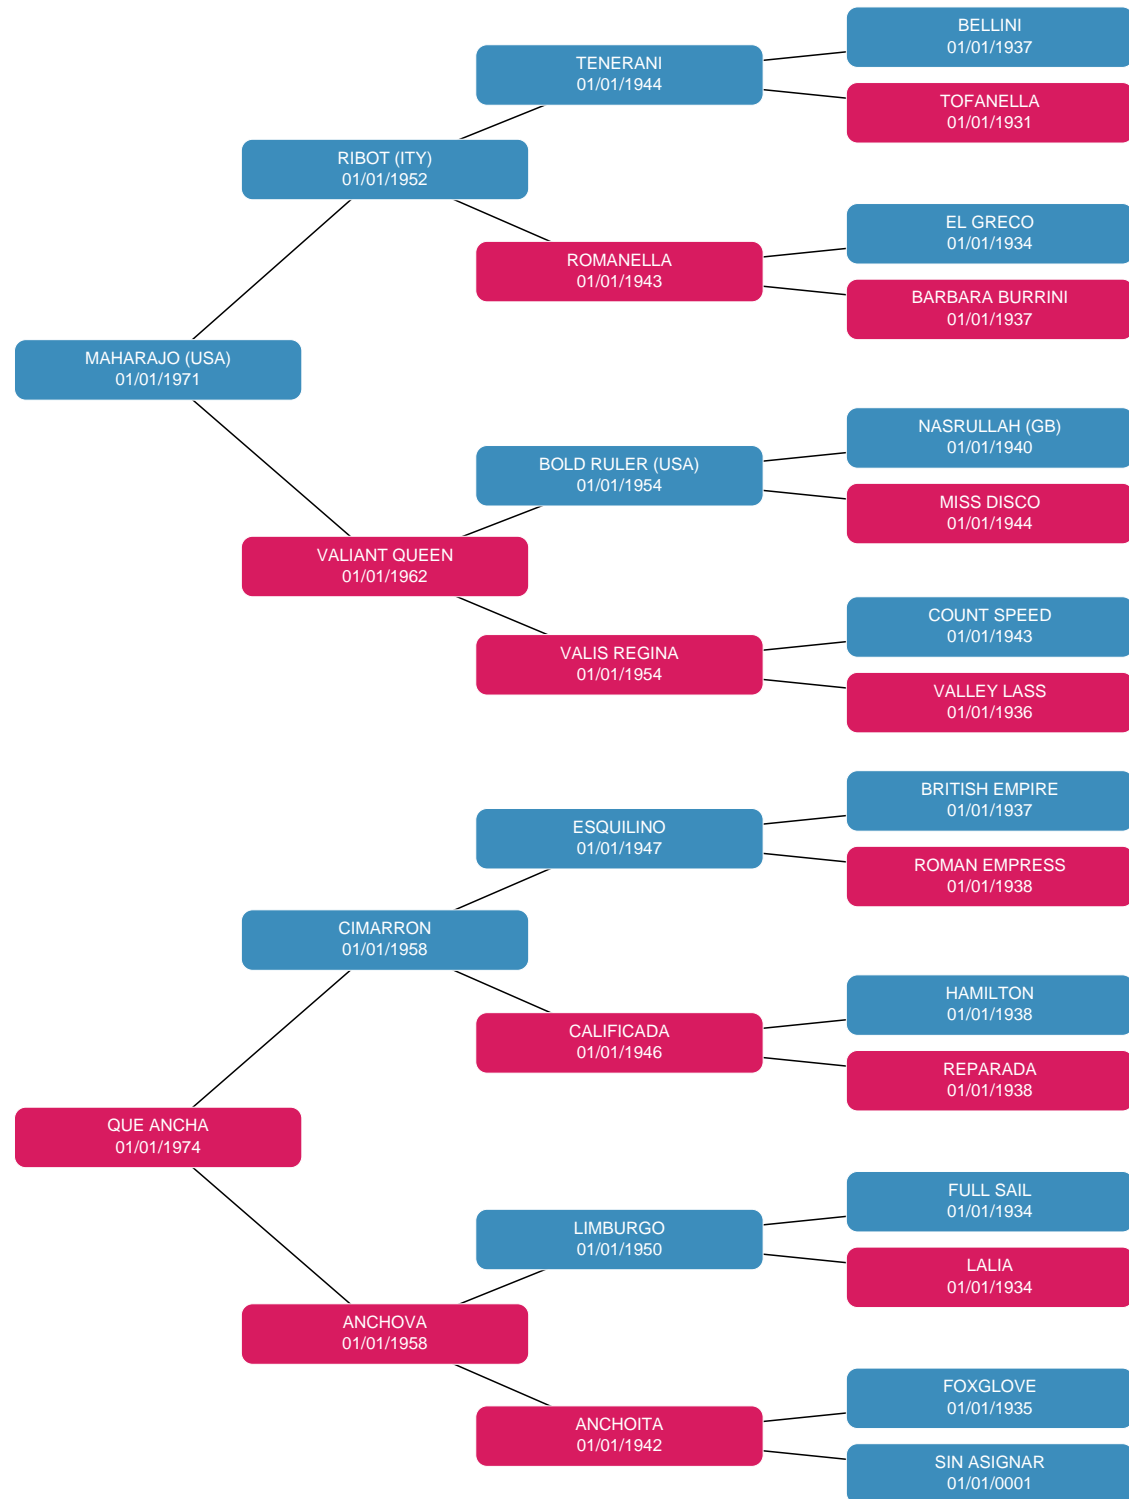 BELLINI
01/01/1937
TENERANI
01/01/1944
TOFANELLA
01/01/1931
RIBOT (ITY)
01/01/1952
EL GRECO
01/01/1934
ROMANELLA
01/01/1943
BARBARA BURRINI
01/01/1937
MAHARAJO (USA)
01/01/1971
NASRULLAH (GB)
01/01/1940
BOLD RULER (USA)
01/01/1954
MISS DISCO
01/01/1944
VALIANT QUEEN
01/01/1962
COUNT SPEED
01/01/1943
VALIS REGINA
01/01/1954
VALLEY LASS
01/01/1936
BRITISH EMPIRE
01/01/1937
ESQUILINO
01/01/1947
ROMAN EMPRESS
01/01/1938
CIMARRON
01/01/1958
HAMILTON
01/01/1938
CALIFICADA
01/01/1946
REPARADA
01/01/1938
QUE ANCHA
01/01/1974
FULL SAIL
01/01/1934
LIMBURGO
01/01/1950
LALIA
01/01/1934
ANCHOVA
01/01/1958
FOXGLOVE
01/01/1935
ANCHOITA
01/01/1942
SIN ASIGNAR
01/01/0001